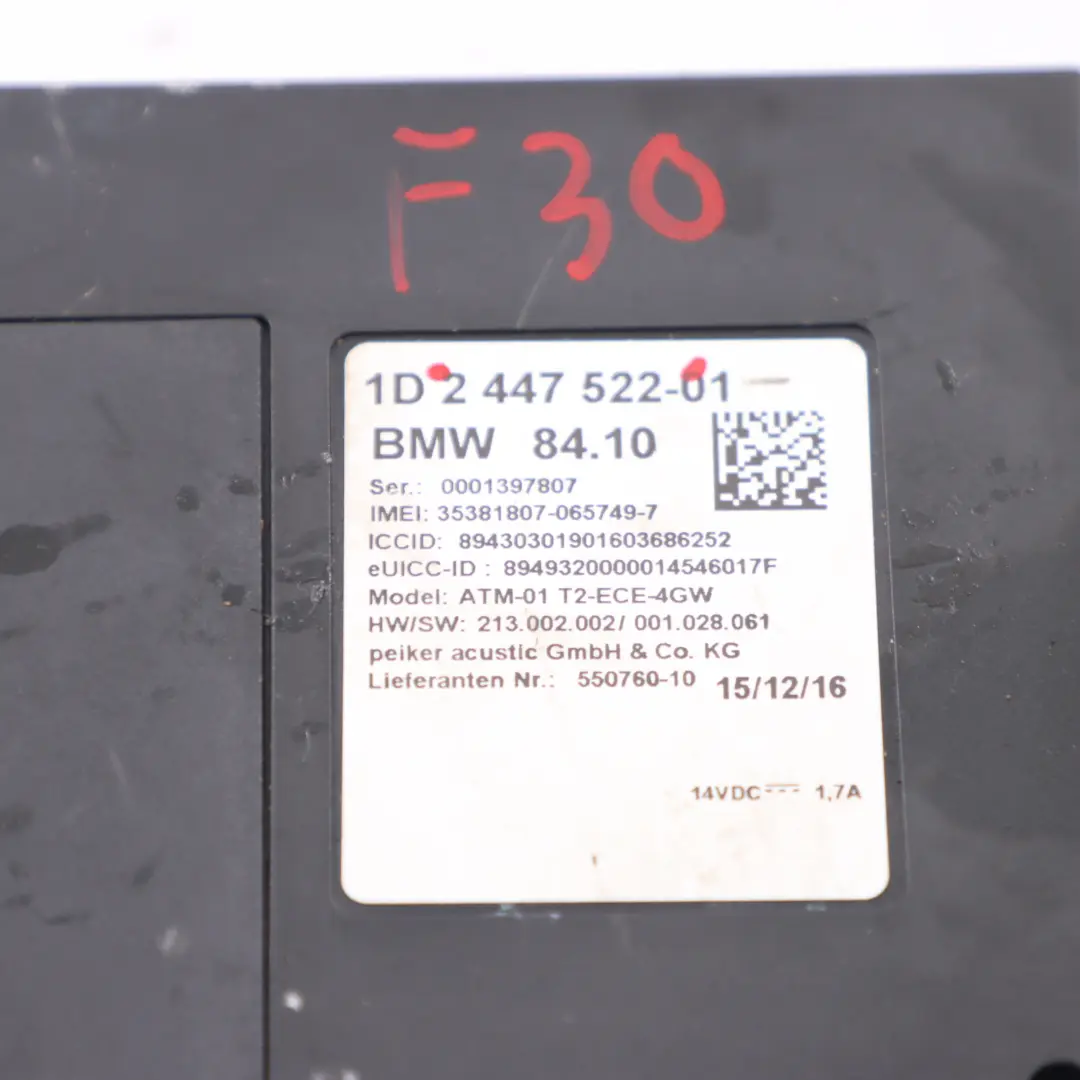 F30
1D 2 447 522-01
BMW 84.10
Ser.: 0001397807
IMEI: 35381807-065749-7
ICCID: 89430301901603686252
eUICC-ID : 8949320000014546017F
Model: ATM-01 T2-ECE-4GW
HW/SW: 213.002.002/ 001.028.061
peiker acustic GmbH & Co. KG
Lieferanten Nr.: 550760-10 15/12/16
14VDC 1,7A